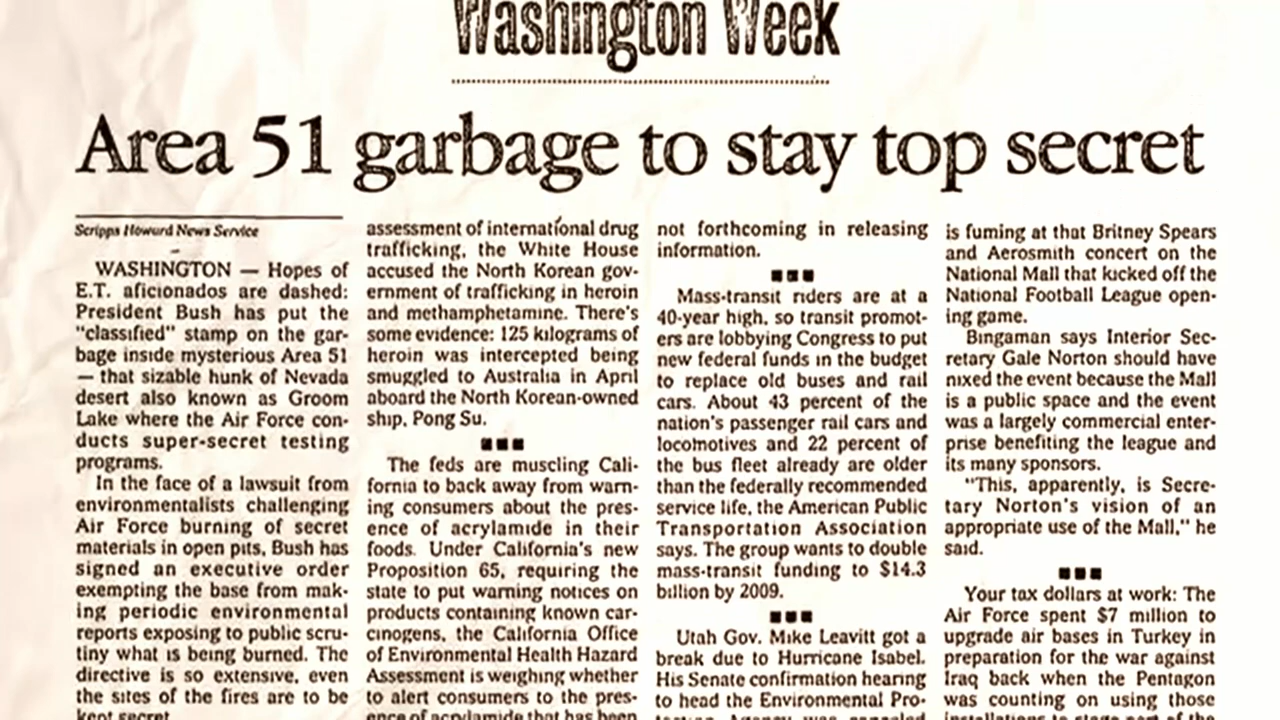 Washington Week
Area 51 garbage to stay top secret
Scripps Howard News Service
WASHINGTON — Hopes of
E.T. aficionados are dashed:
President Bush has put the
"classified" stamp on the gar-
bage inside mysterious Area 51
— that sizable hunk of Nevada
desert also known as Groom
Lake where the Air Force con-
ducts super-secret testing
programs.
In the face of a lawsuit from
environmentalists challenging
Air Force burning of secret
materials in open pits, Bush has
signed an executive order
exempting the base from mak-
ing periodic environmental
reports exposing to public scru-
tiny what is being burned. The
directive is so extensive, even
the sites of the fires are to be
kept secret.
assessment of international drug
trafficking, the White House
accused the North Korean gov-
ernment of trafficking in heroin
and methamphetamine. There's
some evidence: 125 kilograms of
heroin was intercepted being
smuggled to Australia in April
aboard the North Korean-owned
ship, Pong Su.
■■■
The feds are muscling Cali-
fornia to back away from warn-
ing consumers about the pres-
ence of acrylamide in their
foods. Under California's new
Proposition 65, requiring the
state to put warning notices on
products containing known car-
cinogens, the California Office
of Environmental Health Hazard
Assessment is weighing whether
to alert consumers to the pres-
ence of acrylamide that has been
not forthcoming in releasing
information.
■■■
Mass-transit riders are at a
40-year high, so transit promot-
ers are lobbying Congress to put
new federal funds in the budget
to replace old buses and rail
cars. About 43 percent of the
nation's passenger rail cars and
locomotives and 22 percent of
the bus fleet already are older
than the federally recommended
service life, the American Public
Transportation Association
says. The group wants to double
mass-transit funding to $14.3
billion by 2009.
■■■
Utah Gov. Mike Leavitt got a
break due to Hurricane Isabel.
His Senate confirmation hearing
to head the Environmental Pro-
tection Agency was canceled
is fuming at that Britney Spears
and Aerosmith concert on the
National Mall that kicked off the
National Football League open-
ing game.
Bingaman says Interior Sec-
retary Gale Norton should have
nixed the event because the Mall
is a public space and the event
was a largely commercial enter-
prise benefiting the league and
its many sponsors.
"This, apparently, is Secre-
tary Norton's vision of an
appropriate use of the Mall," he
said.
■■■
Your tax dollars at work: The
Air Force spent $7 million to
upgrade air bases in Turkey in
preparation for the war against
Iraq back when the Pentagon
was counting on using those
installations to stage part of the